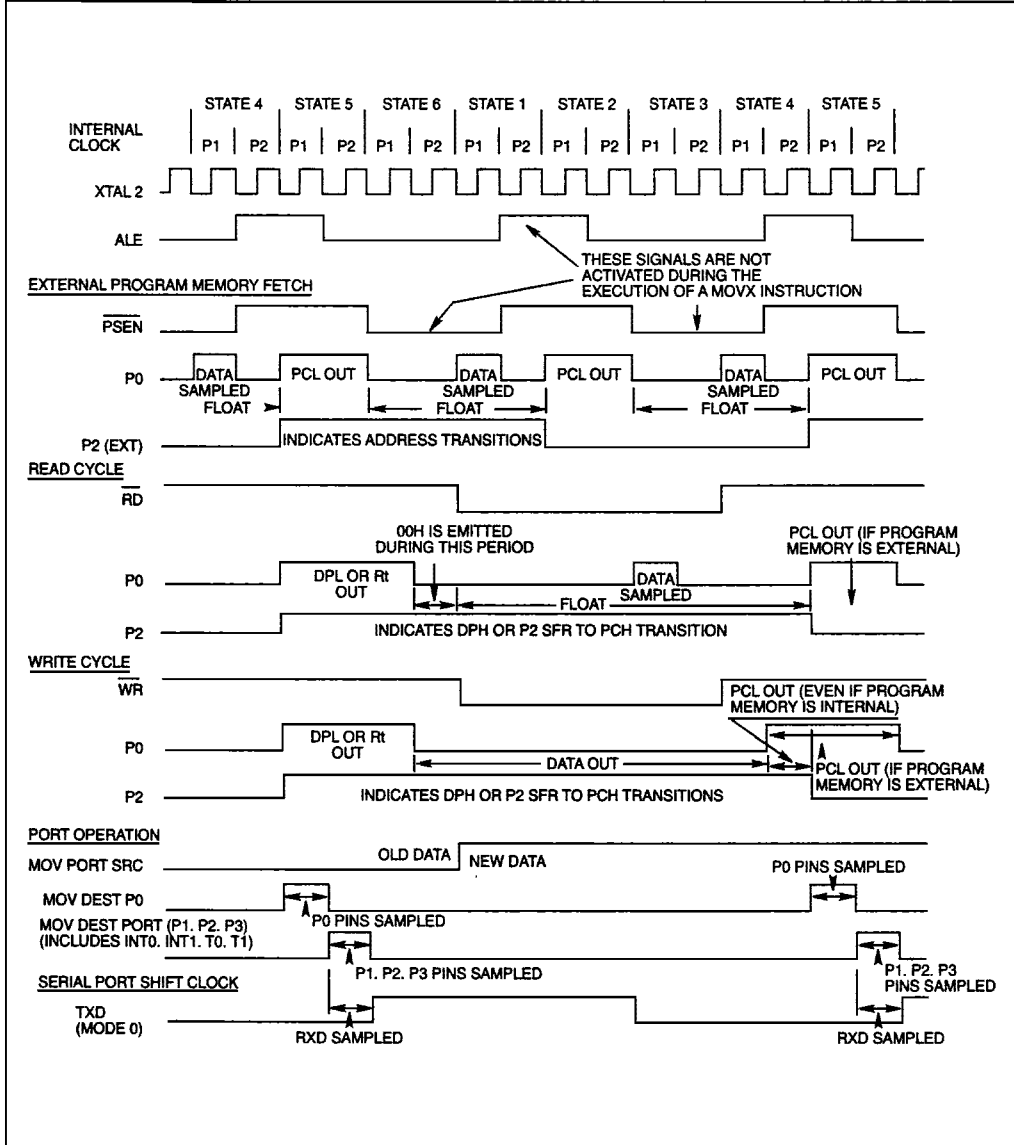 STATE 4 STATE 5 STATE 6 STATE 1 STATE 2 STATE 3 STATE 4 STATE 5
INTERNAL
CLOCK
P1 P2 P1 P2 P1 P2 P1 P2 P1 P2 P1 P2 P1 P2 P1 P2
XTAL 2
ALE
THESE SIGNALS ARE NOT
ACTIVATED DURING THE
EXECUTION OF A MOVX INSTRUCTION
EXTERNAL PROGRAM MEMORY FETCH
PSEN
P0
DATA PCL OUT DATA PCL OUT DATA PCL OUT
SAMPLED SAMPLED SAMPLED
FLOAT FLOAT FLOAT
P2 (EXT)
INDICATES ADDRESS TRANSITIONS
READ CYCLE
RD
00H IS EMITTED
DURING THIS PERIOD
PCL OUT (IF PROGRAM
MEMORY IS EXTERNAL)
P0
DPL OR Rt
OUT
DATA
SAMPLED
FLOAT
P2
INDICATES DPH OR P2 SFR TO PCH TRANSITION
WRITE CYCLE
WR
PCL OUT (EVEN IF PROGRAM
MEMORY IS INTERNAL)
P0
DPL OR Rt
OUT
DATA OUT
PCL OUT (IF PROGRAM
MEMORY IS EXTERNAL)
P2
INDICATES DPH OR P2 SFR TO PCH TRANSITIONS
PORT OPERATION
MOV PORT SRC
OLD DATA NEW DATA
P0 PINS SAMPLED
MOV DEST P0
P0 PINS SAMPLED
MOV DEST PORT (P1. P2. P3)
(INCLUDES INT0. INT1. T0. T1)
P1. P2. P3 PINS SAMPLED
P1. P2. P3
PINS SAMPLED
SERIAL PORT SHIFT CLOCK
TXD
(MODE 0)
RXD SAMPLED RXD SAMPLED